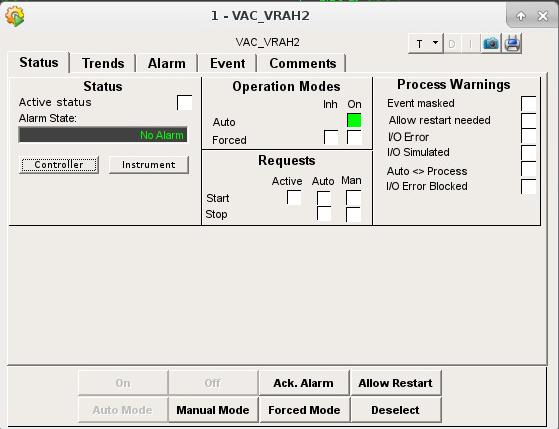 1 - VAC_VRAH2
VAC_VRAH2
T D I
Status Trends Alarm Event Comments
Status
Active status
Alarm State:
No Alarm
Controller Instrument
Operation Modes
Inh On
Auto
Forced
Requests
Active Auto Man
Start
Stop
Process Warnings
Event masked
Allow restart needed
I/O Error
I/O Simulated
Auto <> Process
I/O Error Blocked
On Off Ack. Alarm Allow Restart
Auto Mode Manual Mode Forced Mode Deselect